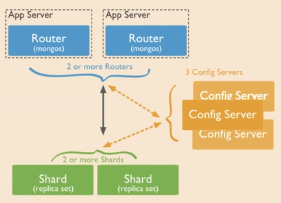 App Server
App Server
Router
(mongos)
Router
(mongos)
2 or more Routers
3 Config Servers
Config Server
Config Server
Config Server
2 or more Shards
Shard
(replica set)
Shard
(replica set)